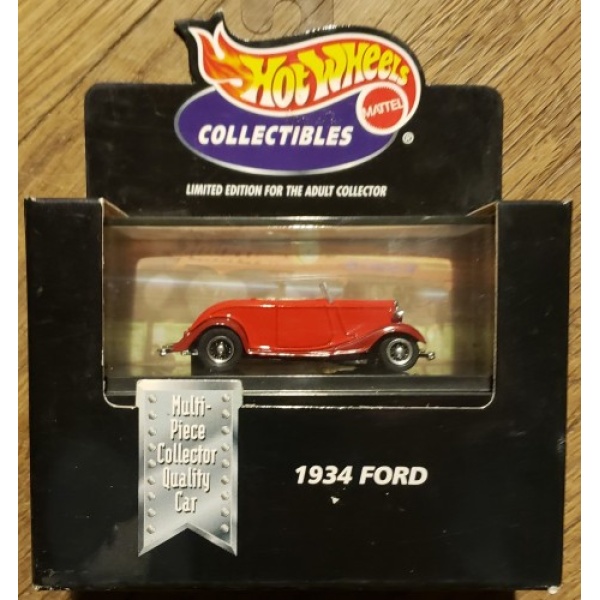 HOT WHEELS
MATTEL
COLLECTIBLES
®
LIMITED EDITION FOR THE ADULT COLLECTOR
Multi-
Piece
Collector
Quality
Car
1934 FORD